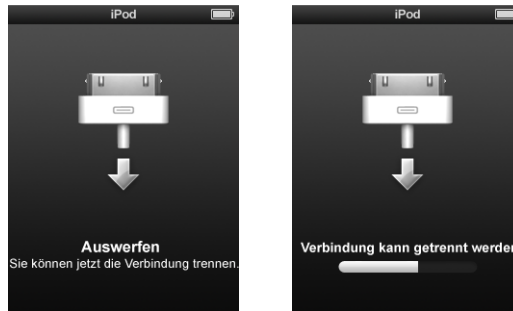 iPod
Auswerfen
Sie können jetzt die Verbindung trennen.
iPod
Verbindung kann getrennt werden